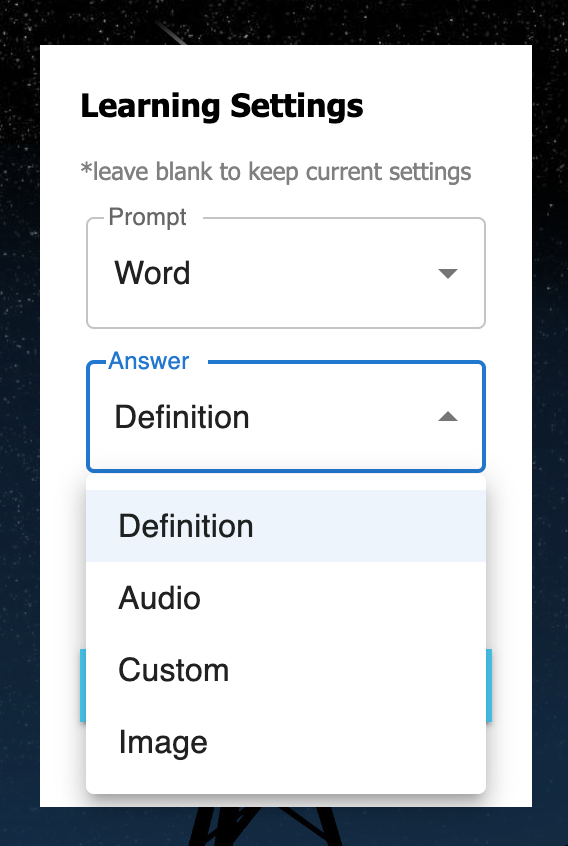 Learning Settings
*leave blank to keep current settings
Prompt
Word
Answer
Definition
Definition
Audio
Custom
Image